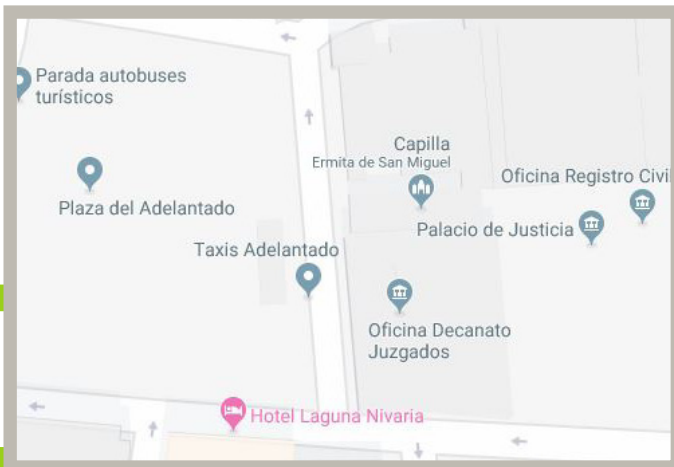 Parada autobuses
turísticos
Capilla
Ermita de San Miguel
Oficina Registro Civil
Plaza del Adelantado
Palacio de Justicia
Taxis Adelantado
Oficina Decanato
Juzgados
Hotel Laguna Nivaria